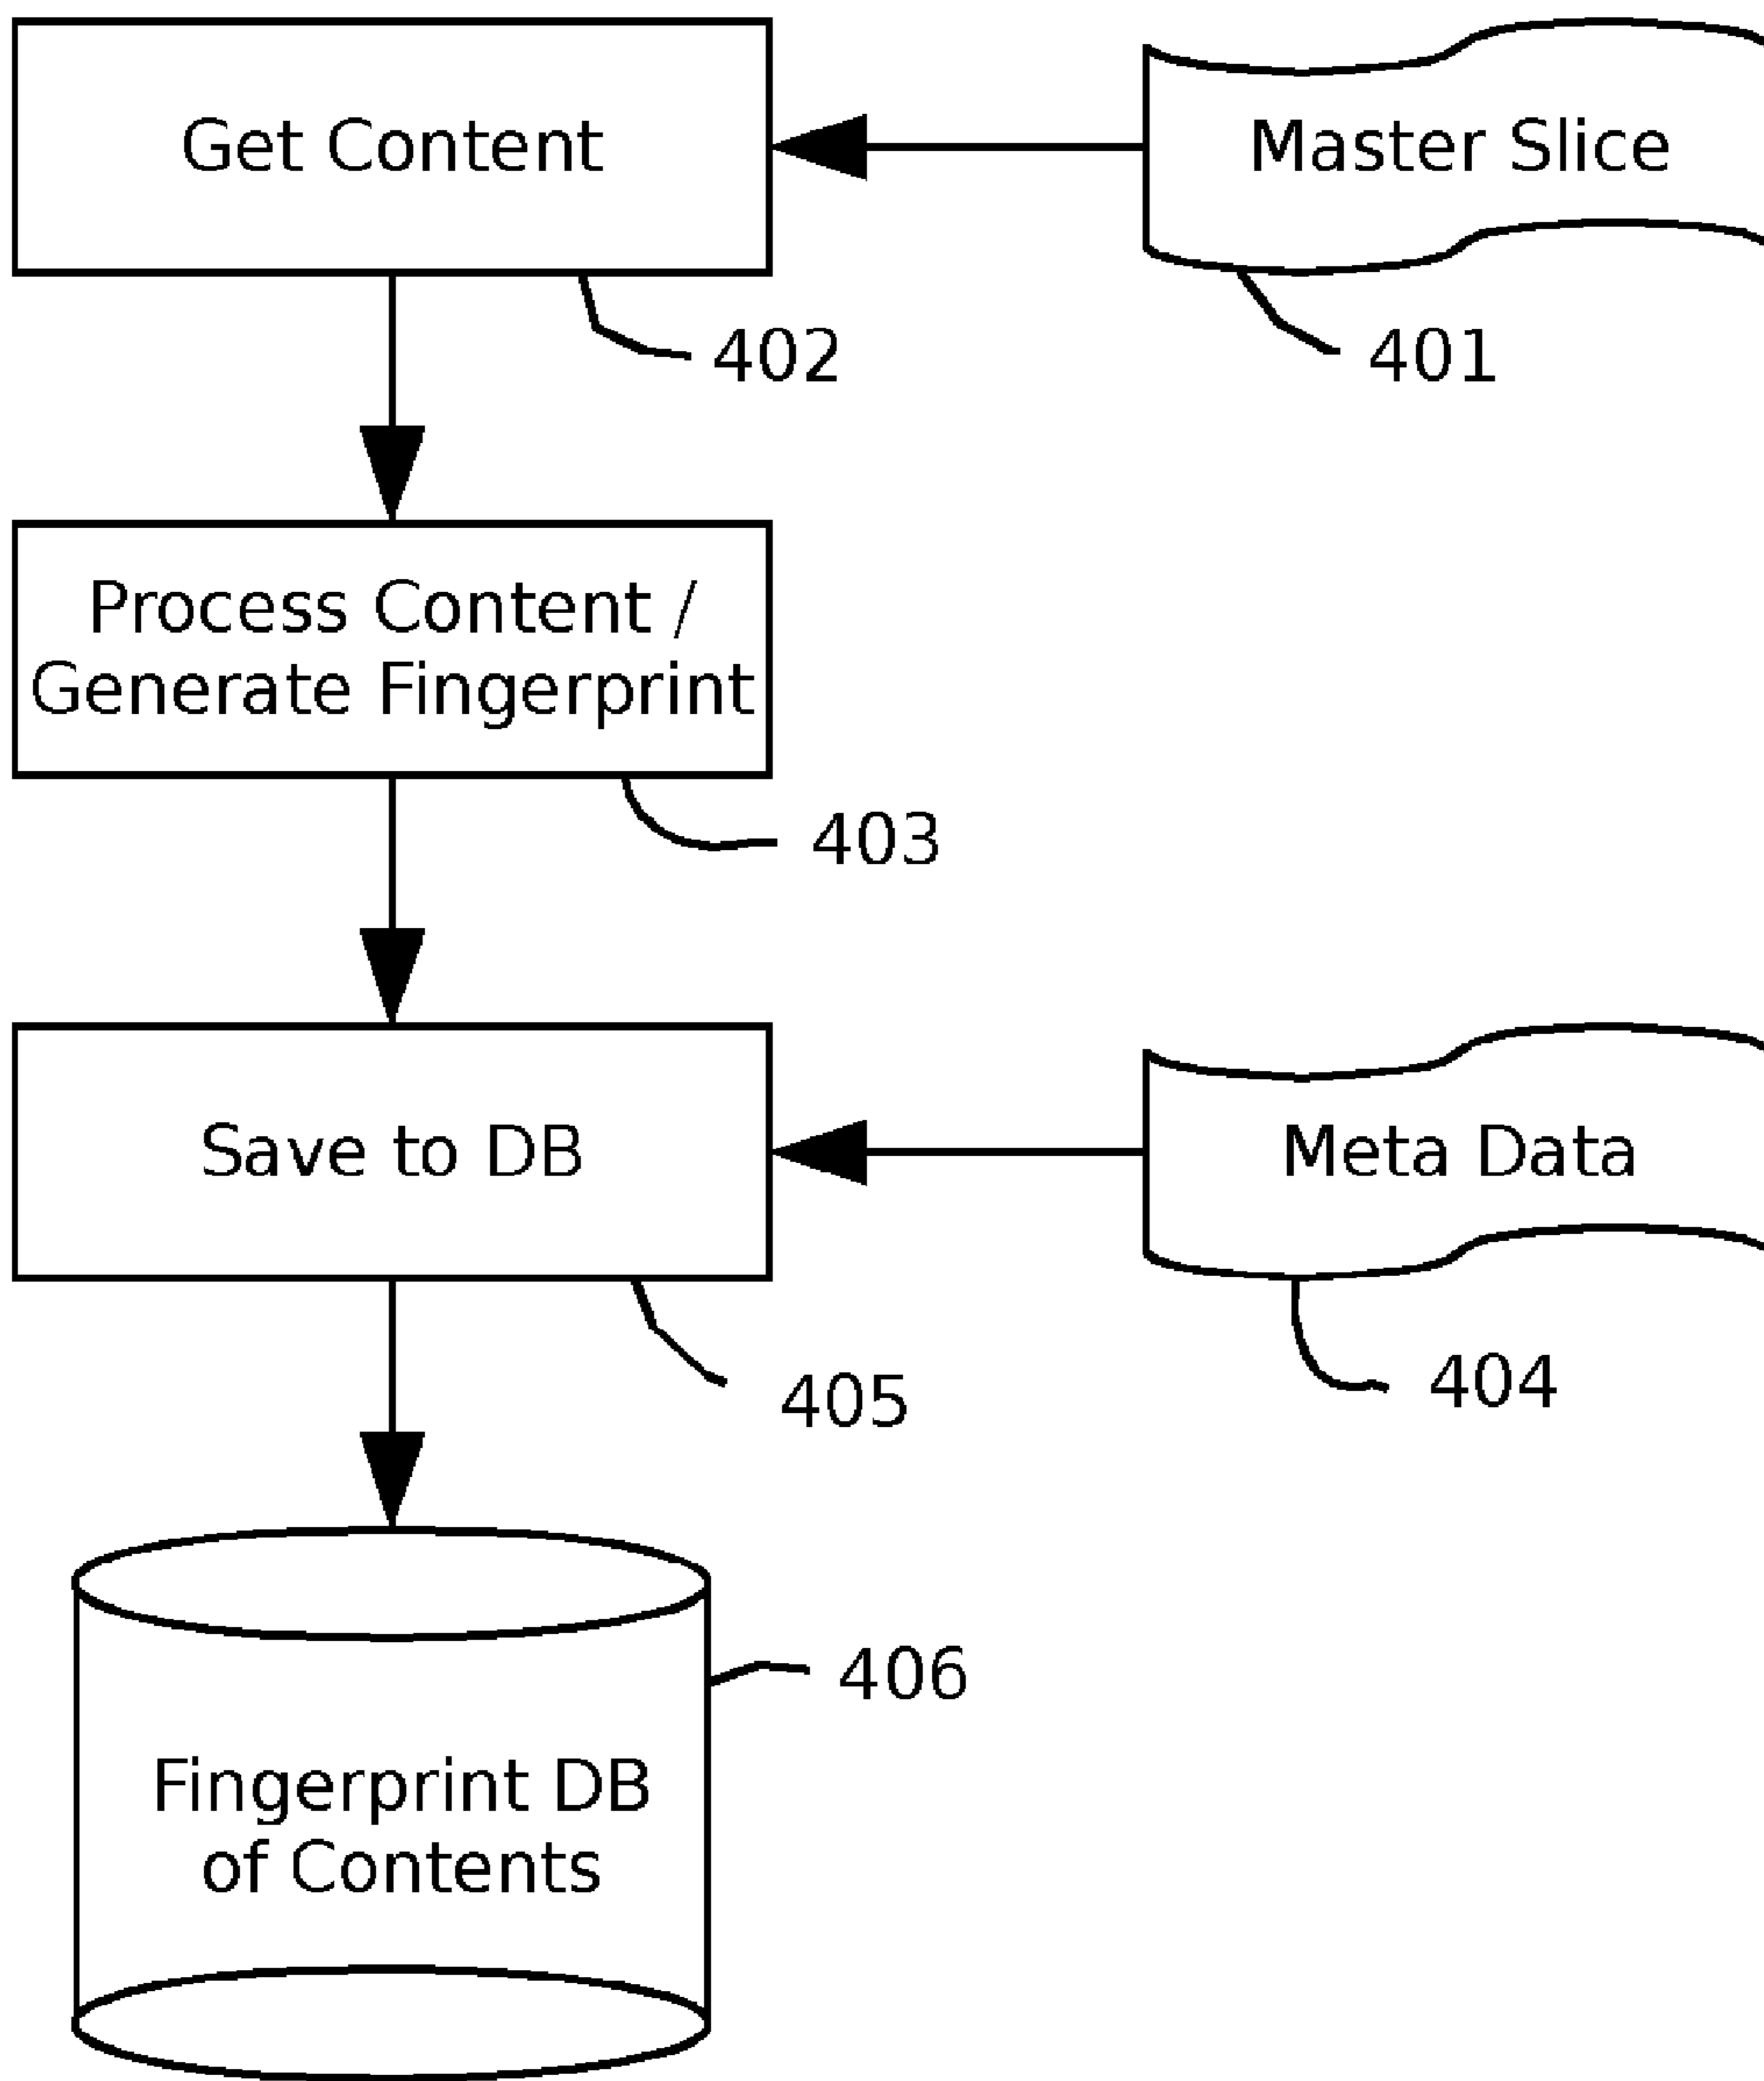 Get Content
Master Slice
402
401
Process Content /
Generate Fingerprint
403
Save to DB
Meta Data
405
404
406
Fingerprint DB
of Contents